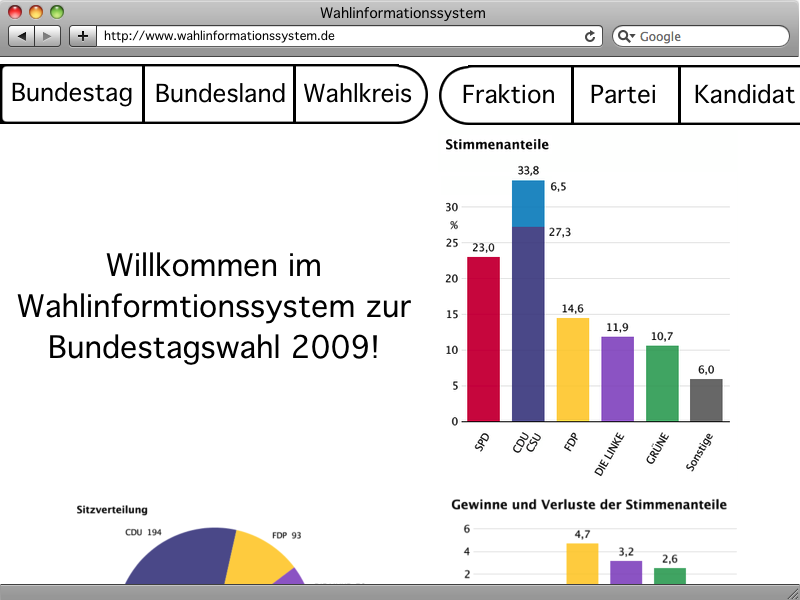 Wahlinformationssystem
http://www.wahlinformationssystem.de
Google
Bundestag
Bundesland
Wahlkreis
Fraktion
Partei
Kandidat
Willkommen im
Wahlinformtionssystem zur
Bundestagswahl 2009!
Stimmenanteile
33,8
6,5
30
%
27,3
25
23,0
20
15
14,6
11,9
10,7
10
6,0
5
0
SPD
CDU
CSU
FDP
DIE LINKE
GRÜNE
Sonstige
Sitzverteilung
CDU 194
FDP 93
Gewinne und Verluste der Stimmenanteile
6
4,7
4
3,2
2,6
2